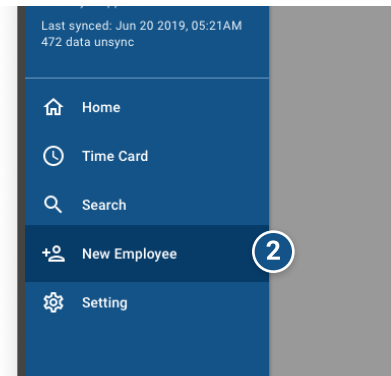 Last synced: Jun 20 2019, 05:21AM
472 data unsync
Home
Time Card
Search
New Employee
2
Setting